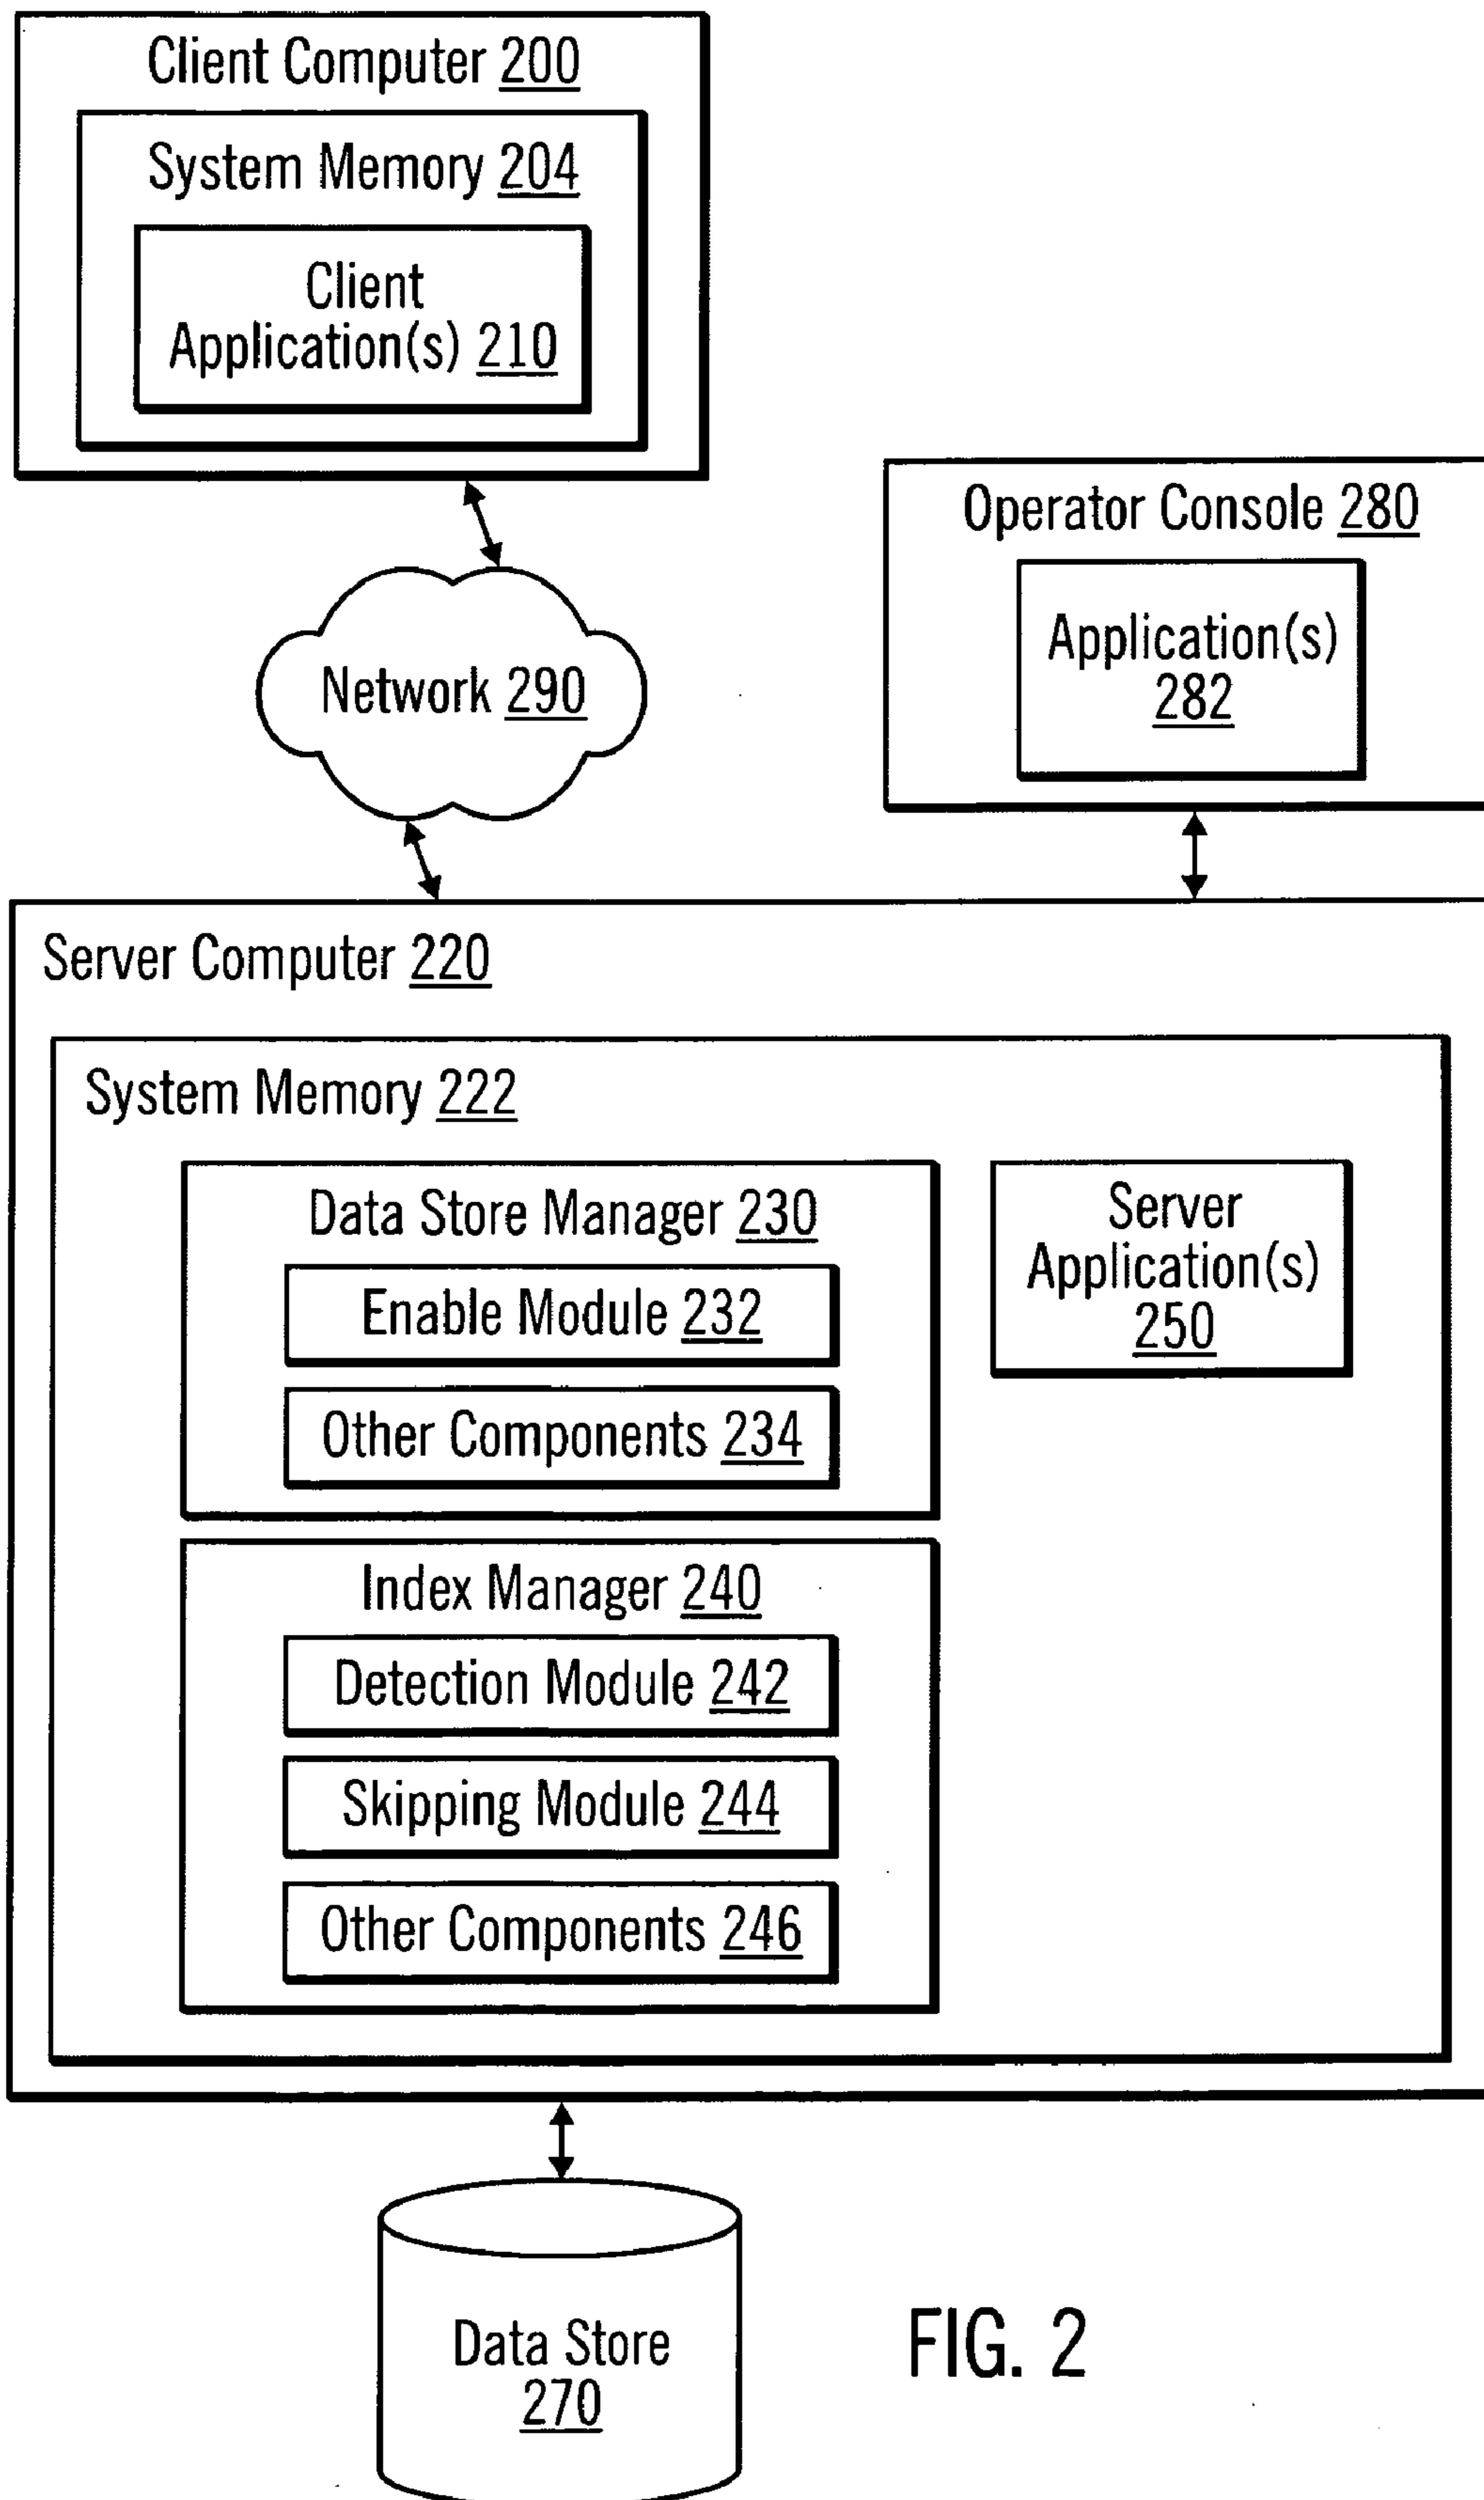 Client Computer 200
System Memory 204
Client
Application(s) 210
Operator Console 280
Application(s)
282
Network 290
Server Computer 220
System Memory 222
Data Store Manager 230
Enable Module 232
Other Components 234
Server
Application(s)
250
Index Manager 240
Detection Module 242
Skipping Module 244
Other Components 246
Data Store
270
FIG. 2